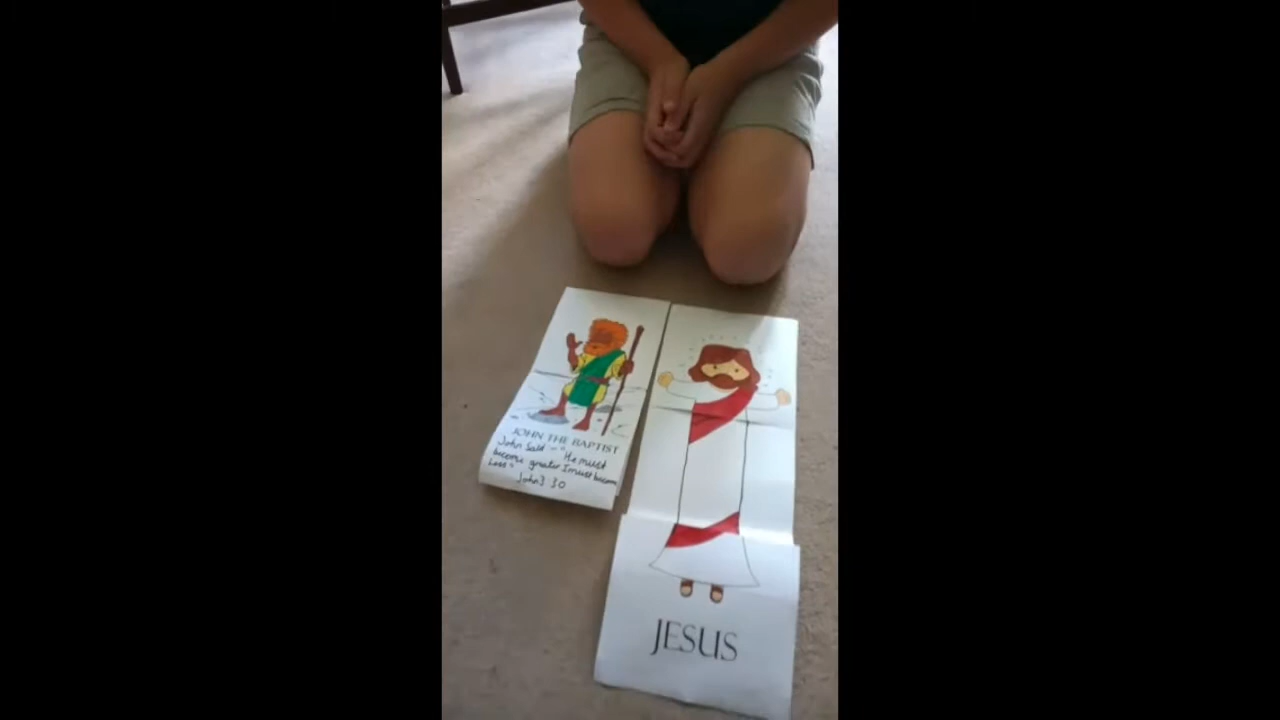 JOHN THE BAPTIST
John said - "He must
become greater I must become
Less"
John 3:30
JESUS